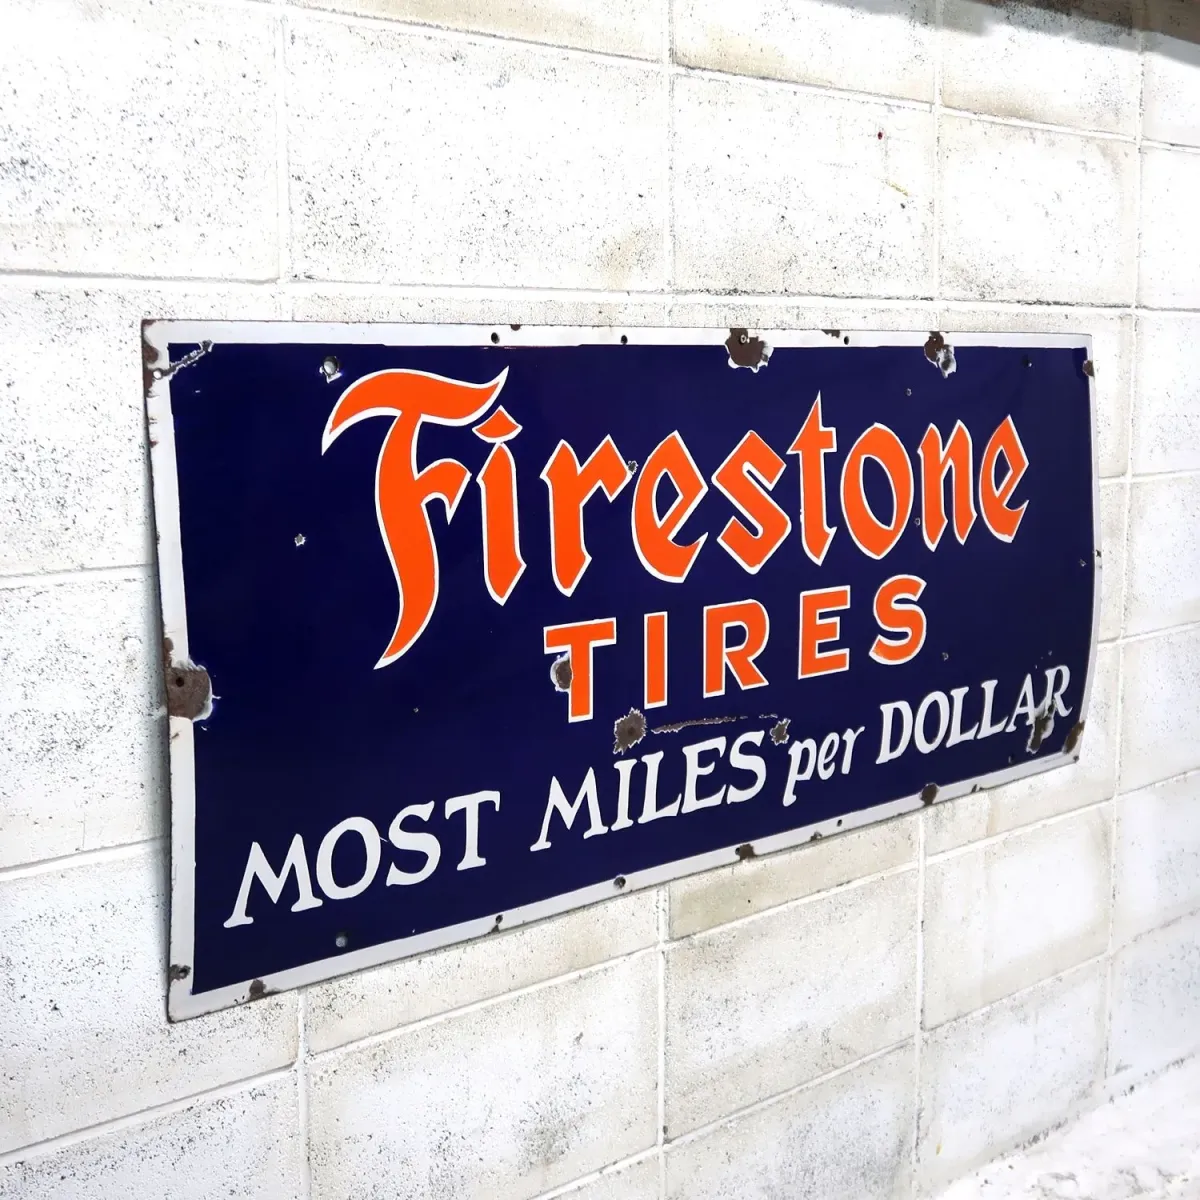 Firestone
TIRES
MOST MILES per DOLLAR